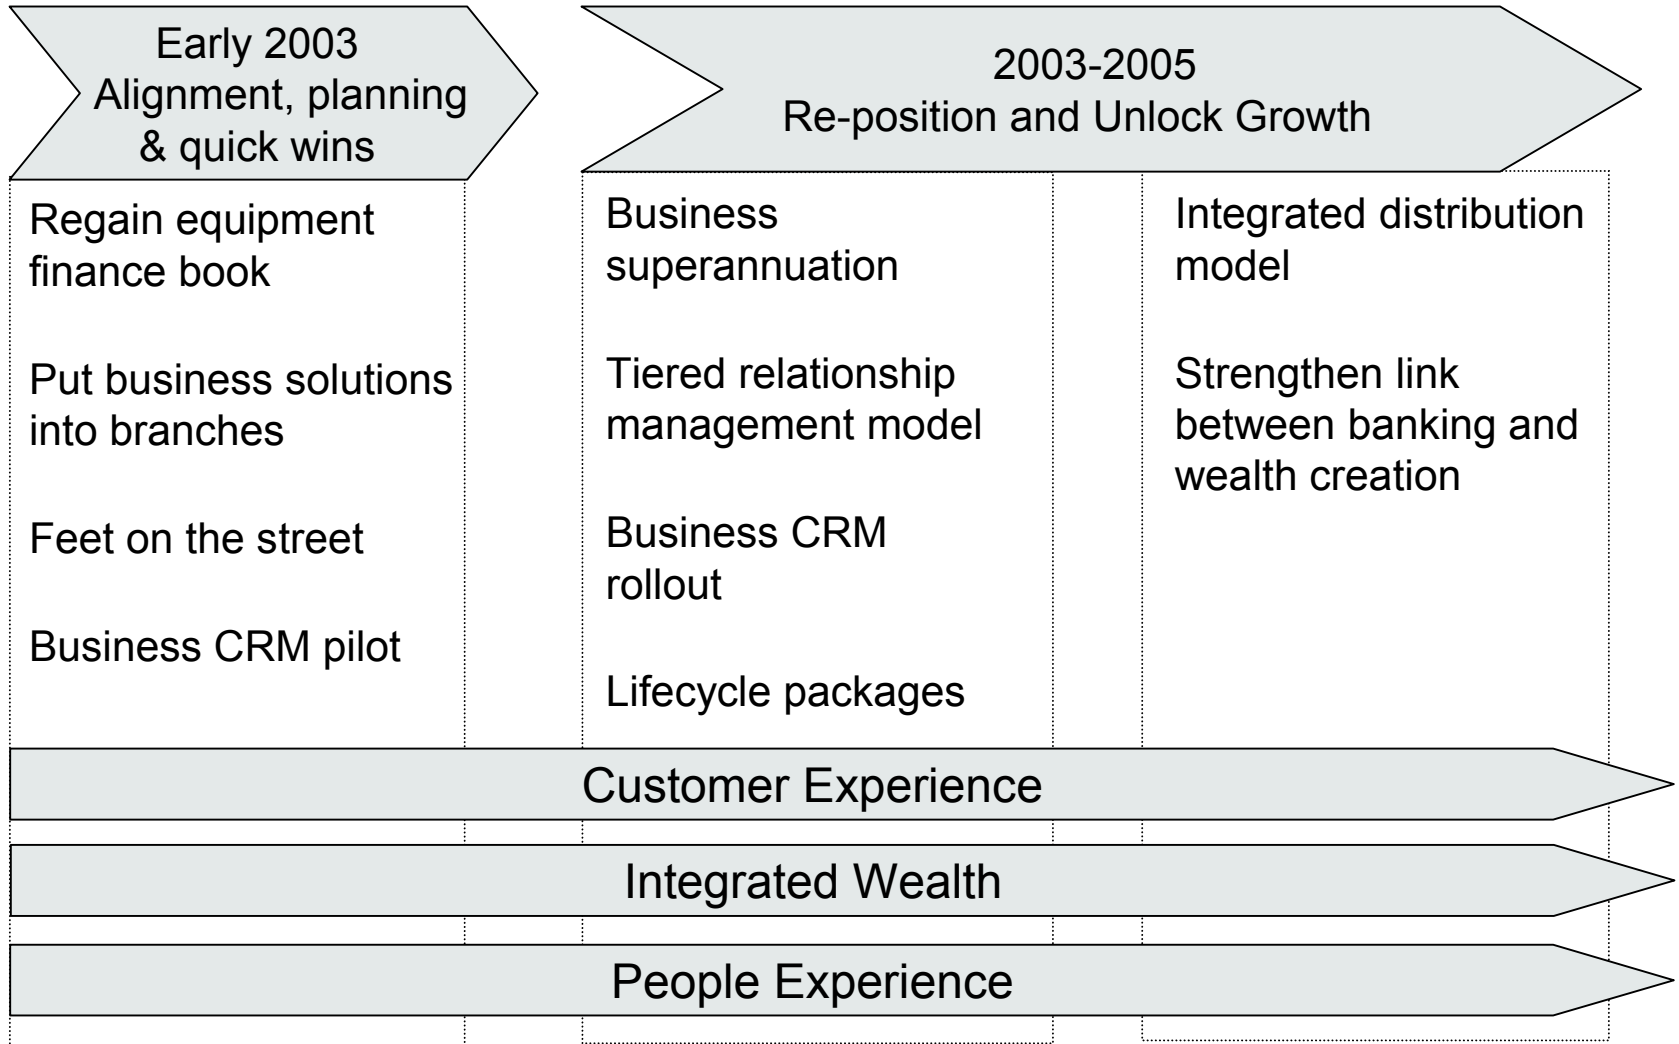 Early 2003
Alignment, planning
& quick wins
2003-2005
Re-position and Unlock Growth
Regain equipment
finance book
Put business solutions
into branches
Feet on the street
Business CRM pilot
Business
superannuation
Tiered relationship
management model
Business CRM
rollout
Lifecycle packages
Integrated distribution
model
Strengthen link
between banking and
wealth creation
Customer Experience
Integrated Wealth
People Experience